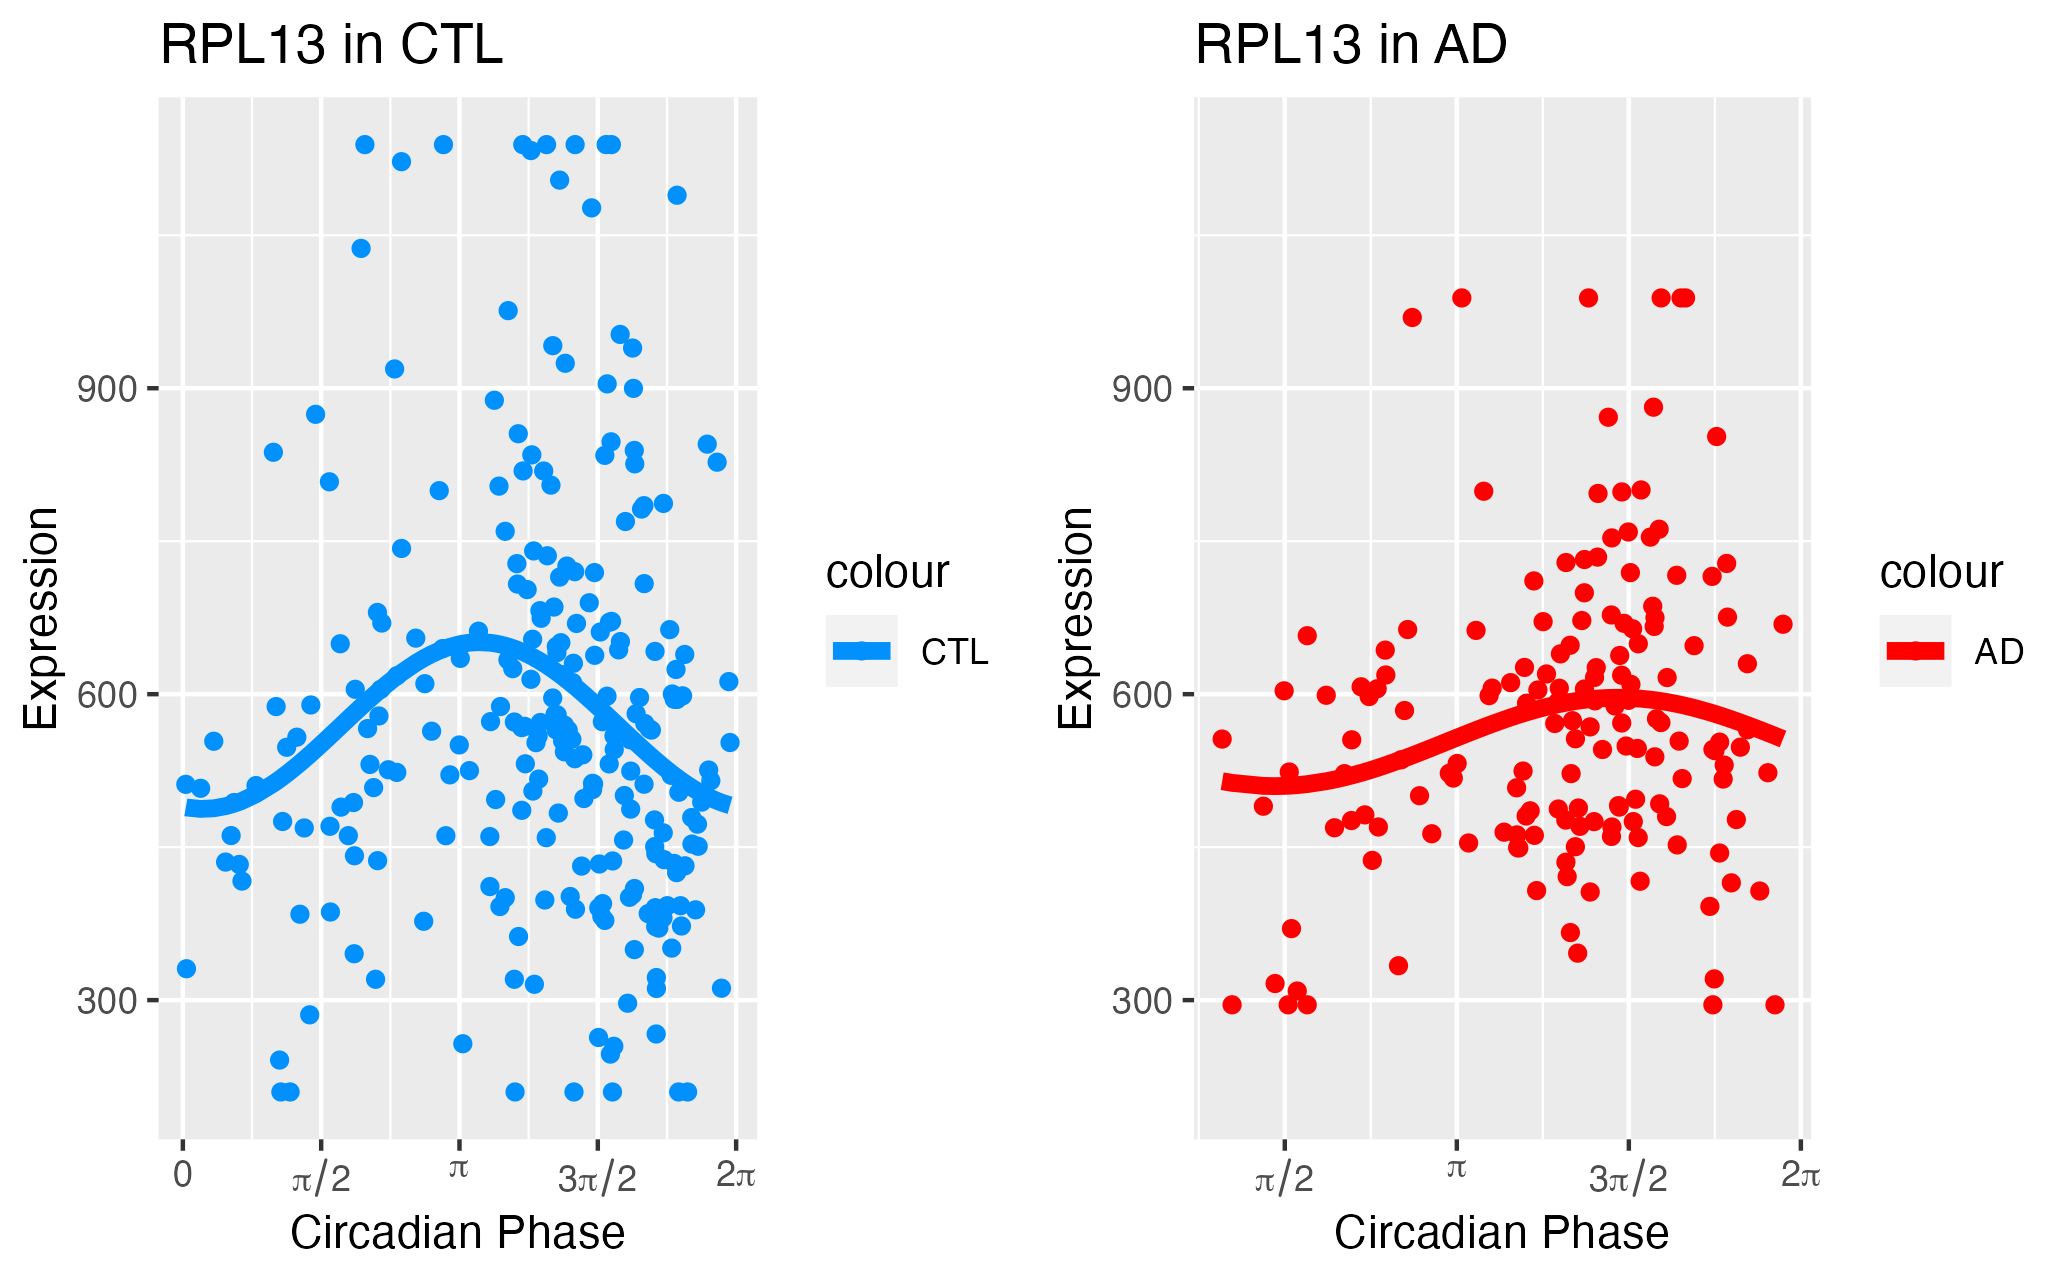 RPL13 in CTL
Expression
900
600
300
0
π/2
π
3π/2
2π
Circadian Phase
colour
CTL
RPL13 in AD
Expression
900
600
300
π/2
π
3π/2
2π
Circadian Phase
colour
AD